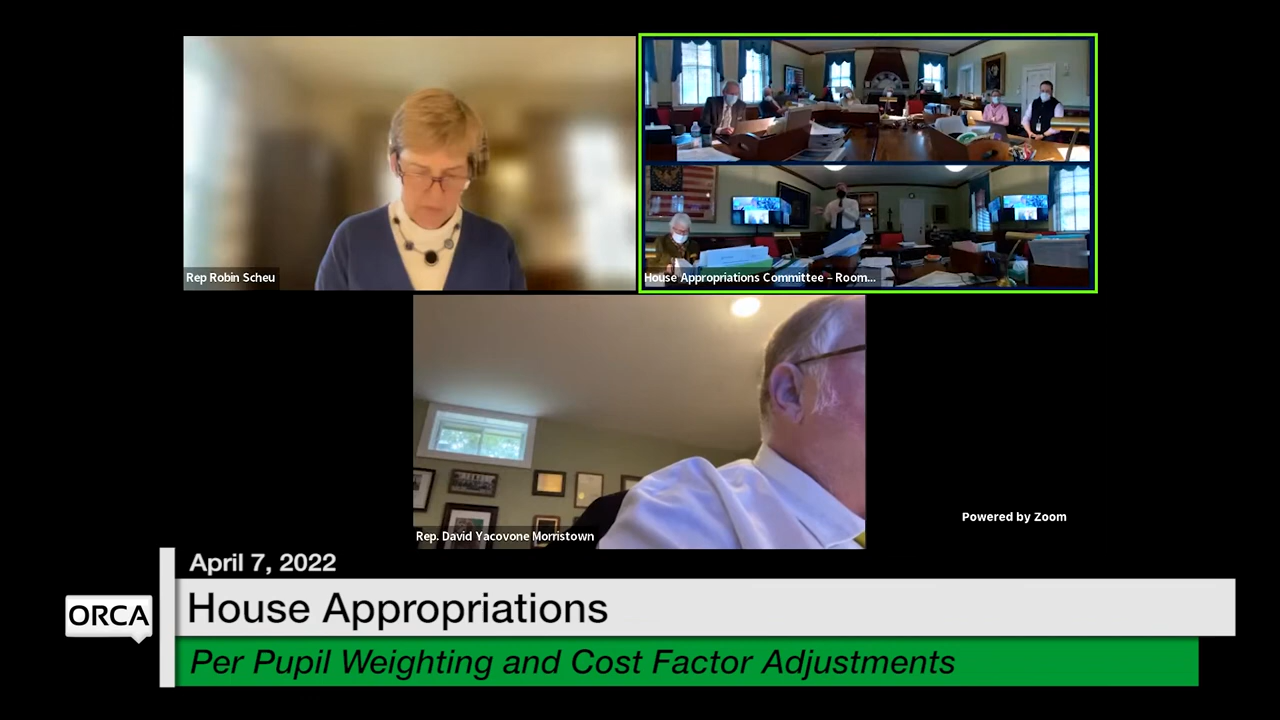 Rep Robin Scheu
House Appropriations Committee – Room...
Rep. David Yacovone Morristown
Powered by Zoom
April 7, 2022
ORCA
House Appropriations
Per Pupil Weighting and Cost Factor Adjustments